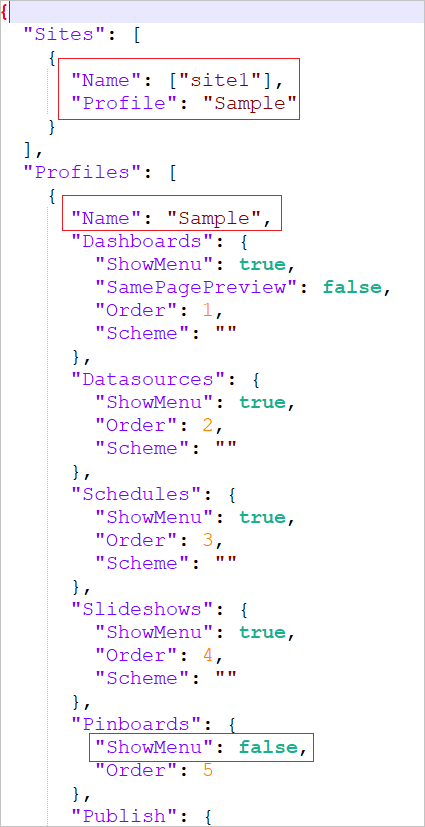 {
"Sites": [
{
"Name": ["site1"],
"Profile": "Sample"
}
],
"Profiles": [
{
"Name": "Sample",
"Dashboards": {
"ShowMenu": true,
"SamePagePreview": false,
"Order": 1,
"Scheme": ""
},
"Datasources": {
"ShowMenu": true,
"Order": 2,
"Scheme": ""
},
"Schedules": {
"ShowMenu": true,
"Order": 3,
"Scheme": ""
},
"Slideshows": {
"ShowMenu": true,
"Order": 4,
"Scheme": ""
},
"Pinboards": {
"ShowMenu": false,
"Order": 5
},
"Publish": {